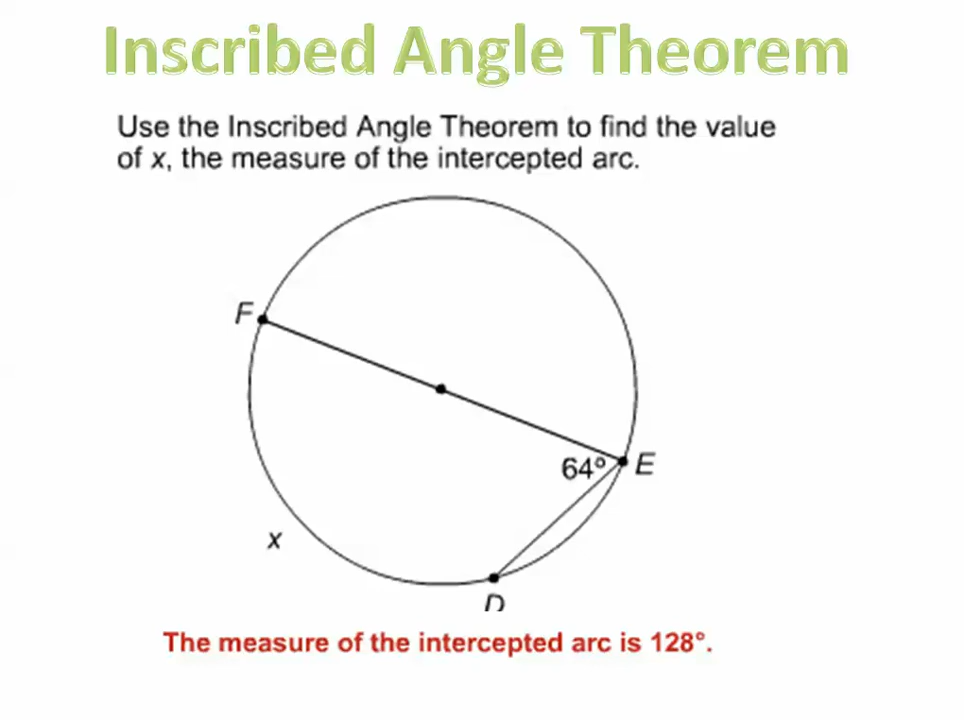 Inscribed Angle Theorem
Use the Inscribed Angle Theorem to find the value
of x, the measure of the intercepted arc.
F
64º
E
x
D
The measure of the intercepted arc is 128°.